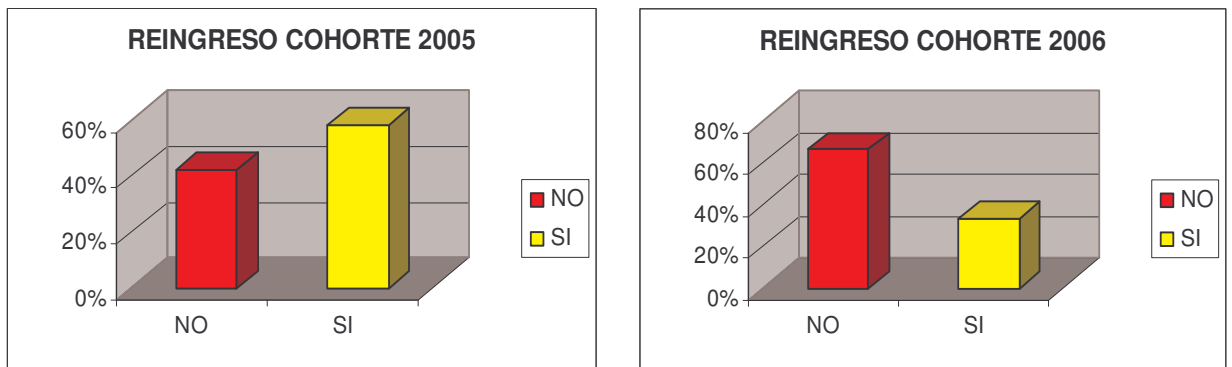 REINGRESO COHORTE 2005
60%
40%
20%
0%
NO
SI
NO
SI
REINGRESO COHORTE 2006
80%
60%
40%
20%
0%
NO
SI
NO
SI